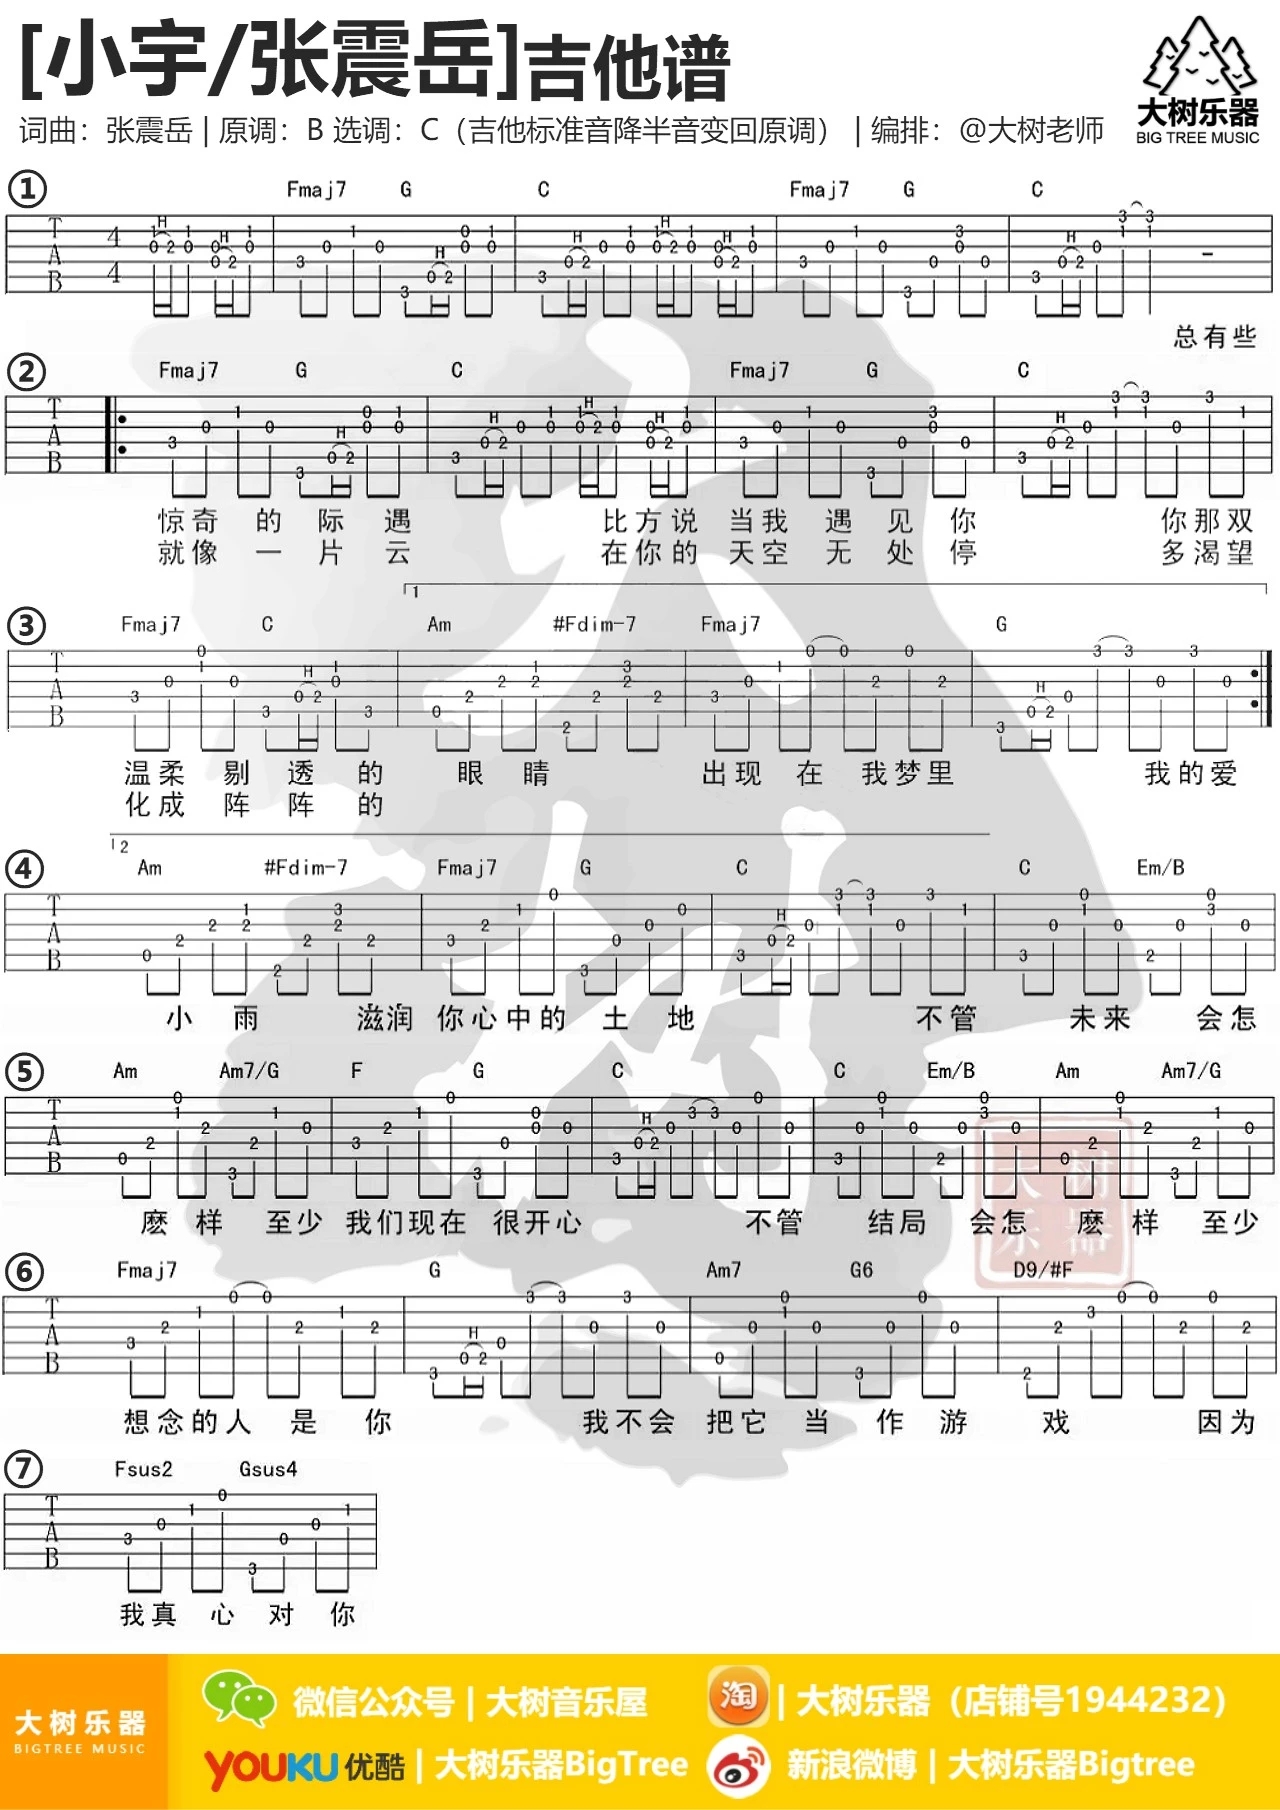 [小宇/张震岳]吉他谱
词曲：张震岳 | 原调：B 选调：C（吉他标准音降半音变回原调） | 编排：@大树老师
大树乐器
BIG TREE MUSIC
① Fmaj7 G C Fmaj7 G C
总有些
② Fmaj7 G C Fmaj7 G C
惊奇 的 际 遇 比方说 当我 遇 见 你 你那双
就像 一 片 云 在你的 天空 无 处 停 多渴望
1
③ Fmaj7 C Am #Fdim-7 Fmaj7 G
温柔 剔 透 的 眼 睛 出现 在 我梦里 我的爱
化成 阵 阵 的
2
④ Am #Fdim-7 Fmaj7 G C C Em/B
小 雨 滋润 你心中的 土 地 不管 未来 会怎
⑤ Am Am7/G F G C C Em/B Am Am7/G
麽 样 至少 我们现在 很开心 不管 结局 会怎 麽 样 至少
⑥ Fmaj7 G Am7 G6 D9/#F
想念的人 是 你 我不会 把它 当 作 游 戏 因为
⑦ Fsus2 Gsus4
我真 心 对 你
大树乐器
BIGTREE MUSIC
微信公众号 | 大树音乐屋
淘 | 大树乐器（店铺号1944232）
YOUKU 优酷 | 大树乐器BigTree
新浪微博 | 大树乐器Bigtree